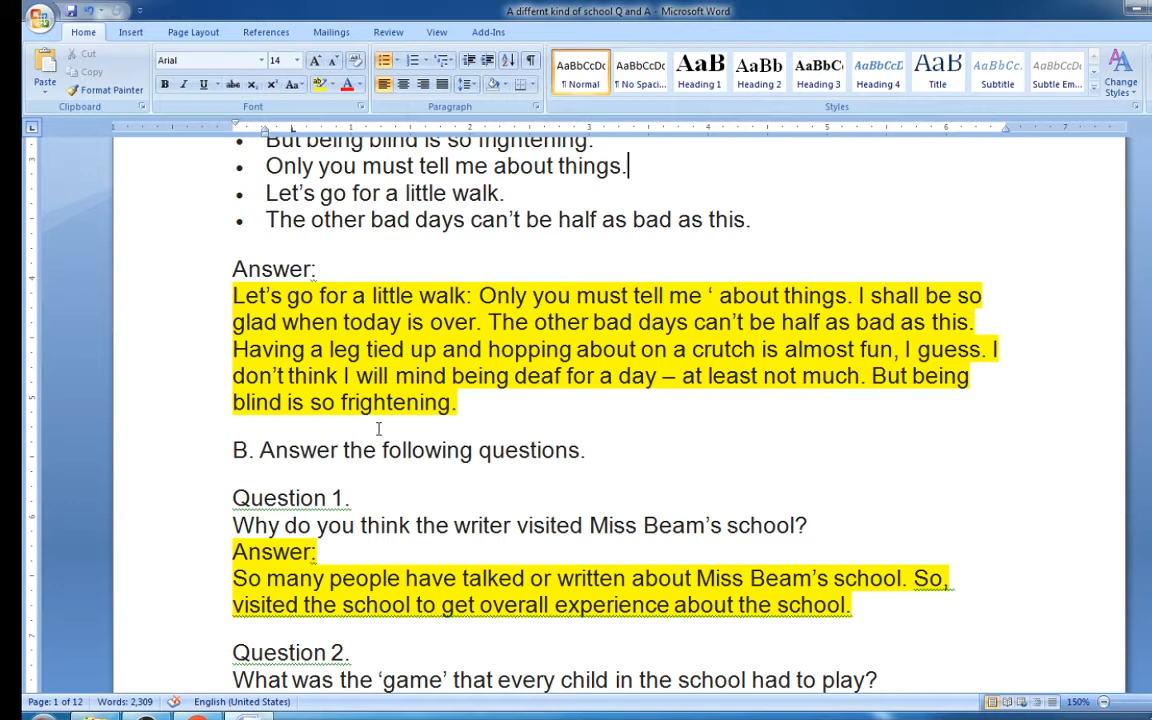 A differnt kind of school Q and A - Microsoft Word
Home Insert Page Layout References Mailings Review View Add-Ins
Paste
Cut
Copy
Format Painter
Clipboard
Arial 14
Font
Paragraph
AaBbCcDc AaBbCcDc AaB AaBb AaBbC AaBbCcD AaB AaBbCc AaBbCcDc
¶ Normal ¶ No Spaci... Heading 1 Heading 2 Heading 3 Heading 4 Title Subtitle Subtle Em...
Change Styles
Styles
• But being blind is so frightening.
• Only you must tell me about things.
• Let’s go for a little walk.
• The other bad days can’t be half as bad as this.
Answer:
Let’s go for a little walk: Only you must tell me ‘ about things. I shall be so
glad when today is over. The other bad days can’t be half as bad as this.
Having a leg tied up and hopping about on a crutch is almost fun, I guess. I
don’t think I will mind being deaf for a day – at least not much. But being
blind is so frightening.
B. Answer the following questions.
Question 1.
Why do you think the writer visited Miss Beam’s school?
Answer:
So many people have talked or written about Miss Beam’s school. So,
visited the school to get overall experience about the school.
Question 2.
What was the ‘game’ that every child in the school had to play?
Page: 1 of 12 Words: 2,309 English (United States) 150%